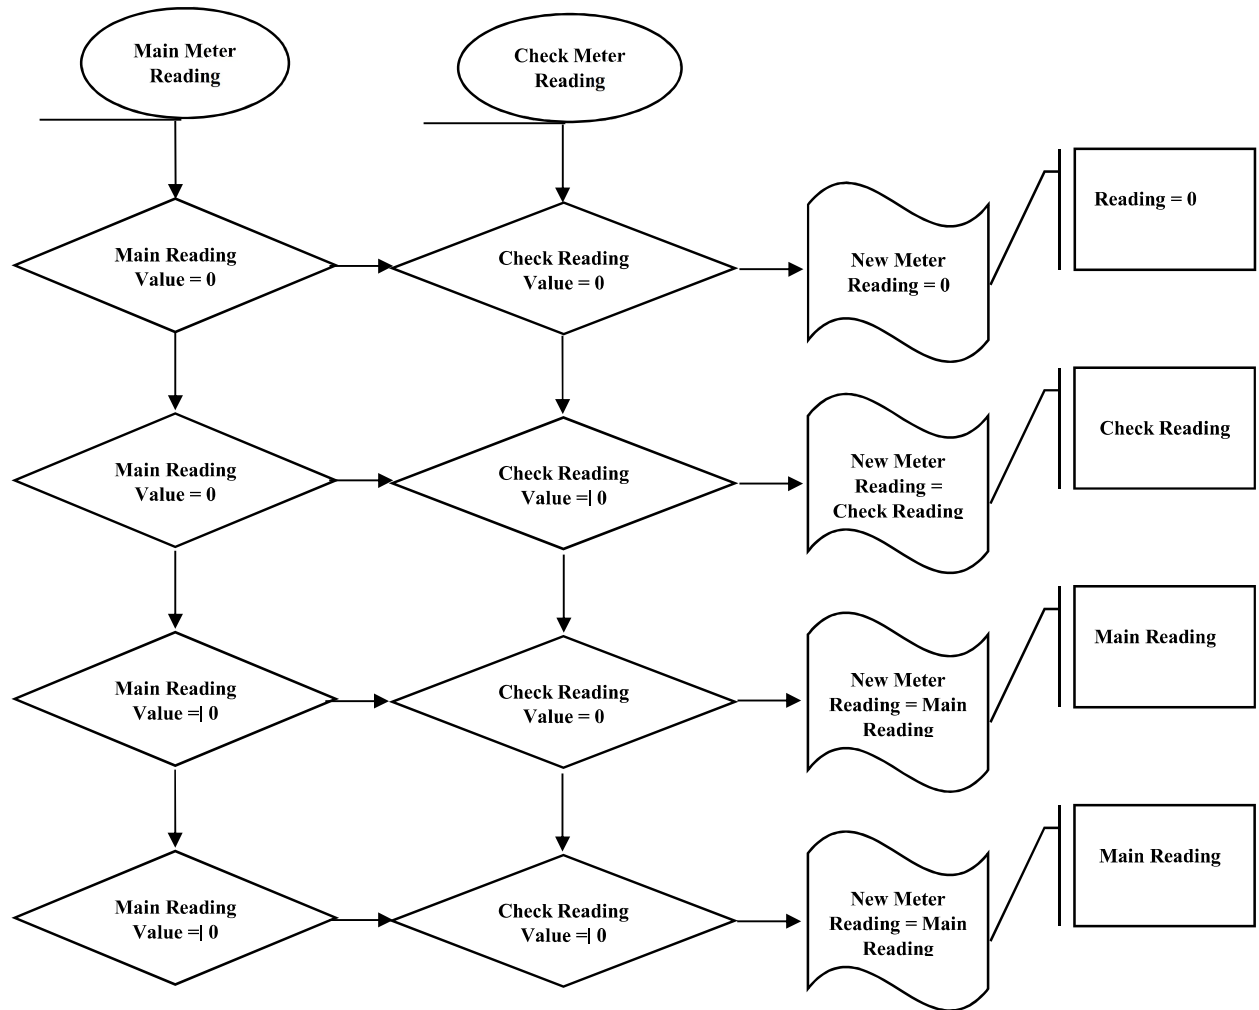 Main Meter
Reading
Check Meter
Reading
Main Reading
Value = 0
Check Reading
Value = 0
New Meter
Reading = 0
Reading = 0
Main Reading
Value = 0
Check Reading
Value =| 0
New Meter
Reading =
Check Reading
Check Reading
Main Reading
Value =| 0
Check Reading
Value = 0
New Meter
Reading = Main
Reading
Main Reading
Main Reading
Value =| 0
Check Reading
Value =| 0
New Meter
Reading = Main
Reading
Main Reading